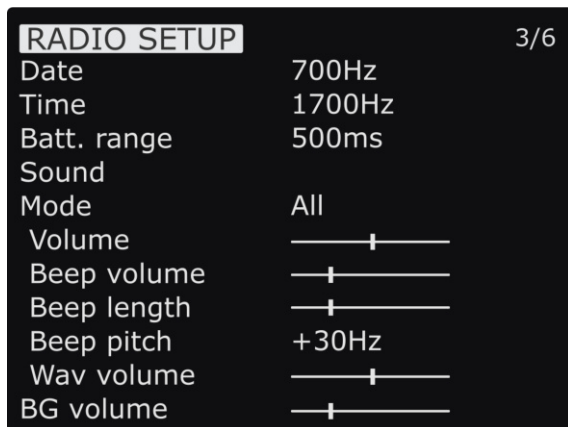 RADIO SETUP 3/6
Date 700Hz
Time 1700Hz
Batt. range 500ms
Sound
Mode All
Volume
Beep volume
Beep length
Beep pitch +30Hz
Wav volume
BG volume